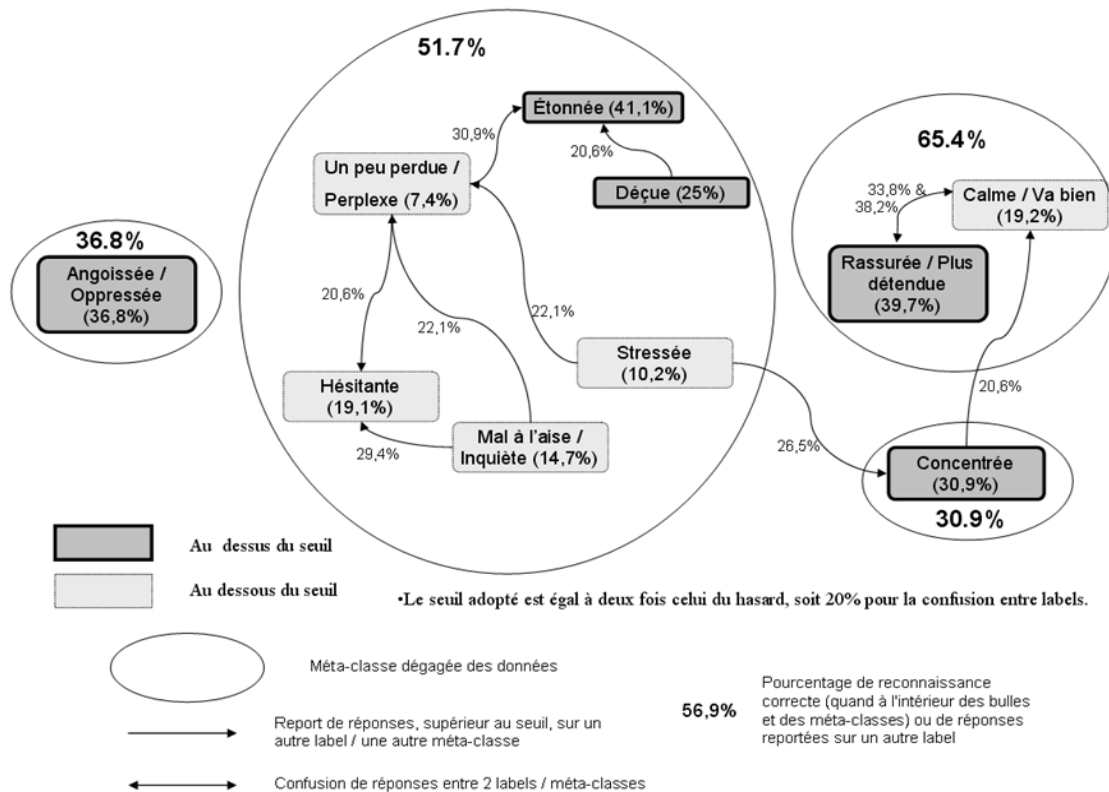 51.7%
Étonnée (41,1%)
30,9%
20,6%
Un peu perdue /
Perplexe (7,4%)
Déçue (25%)
65.4%
33,8% &
38,2%
Calme / Va bien
(19,2%)
Rassurée / Plus
détendue
(39,7%)
36.8%
Angoissée /
Oppressée
(36,8%)
20,6%
22,1%
22,1%
Stressée
(10,2%)
Hésitante
(19,1%)
20,6%
Mal à l'aise /
Inquiète (14,7%)
29,4%
26,5%
Concentrée
(30,9%)
30.9%
Au dessus du seuil
Au dessous du seuil
•Le seuil adopté est égal à deux fois celui du hasard, soit 20% pour la confusion entre labels.
Méta-classe dégagée des données
56,9%
Pourcentage de reconnaissance
correcte (quand à l'intérieur des bulles
et des méta-classes) ou de réponses
reportées sur un autre label
Report de réponses, supérieur au seuil, sur un
autre label / une autre méta-classe
Confusion de réponses entre 2 labels / méta-classes